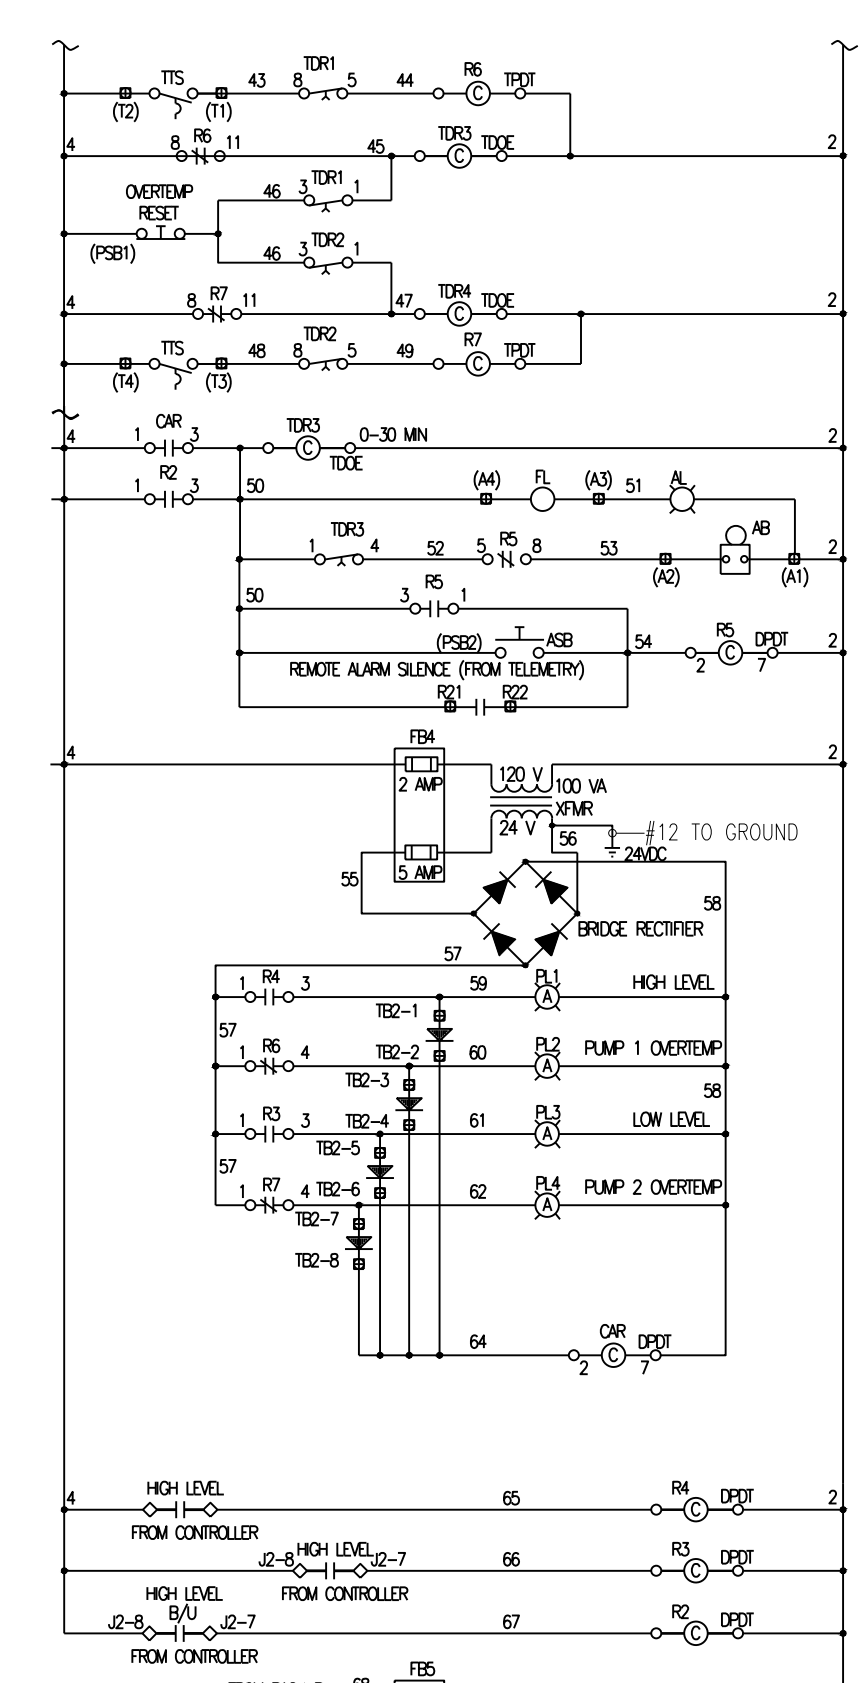 TDR1
TTS 43 8 5 44 R6 TPDT
(T2) (T1)
4 8 R6 11 45 TDR3 TDOE 2
OVERTEMP
RESET
46 3 TDR1 1
(PSB1)
46 3 TDR2 1
4 8 R7 11 47 TDR4 TDOE 2
TTS 48 8 TDR2 5 49 R7 TPDT
(T4) (T3)
CAR
4 1 3 TDR3 0-30 MIN 2
TDOE
R2
1 3 50 (A4) FL (A3) 51 AL
TDR3
1 4 52 5 R5 8 53 AB 2
(A2) (A1)
50 3 R5 1
(PSB2) ASB 54 R5 DPDT 2
2 7
REMOTE ALARM SILENCE (FROM TELEMETRY)
R21 R22
FB4
4 2
120 V
2 AMP 100 VA
XFMR
24 V
#12 TO GROUND
56
24VDC
5 AMP
55
58
BRIDGE RECTIFIER
57
1 R4 3 59 PL1 HIGH LEVEL
TB2-1
57
1 R6 4 TB2-2 60 PL2 PUMP 1 OVERTEMP
TB2-3
58
1 R3 3 TB2-4 61 PL3 LOW LEVEL
TB2-5
57
1 R7 4 TB2-6 62 PL4 PUMP 2 OVERTEMP
TB2-7
TB2-8
64 CAR DPDT
2 7
HIGH LEVEL
4 65 R4 DPDT 2
FROM CONTROLLER
HIGH LEVEL
J2-8 J2-7 66 R3 DPDT
FROM CONTROLLER
HIGH LEVEL
B/U
J2-8 J2-7 67 R2 DPDT
FROM CONTROLLER
FB5
C
C
C
C
C
C
A
A
A
A
C
C
C
C